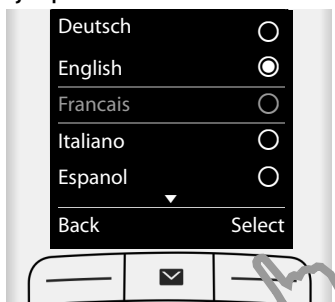 Deutsch
English
Francais
Italiano
Espanol
Back Select